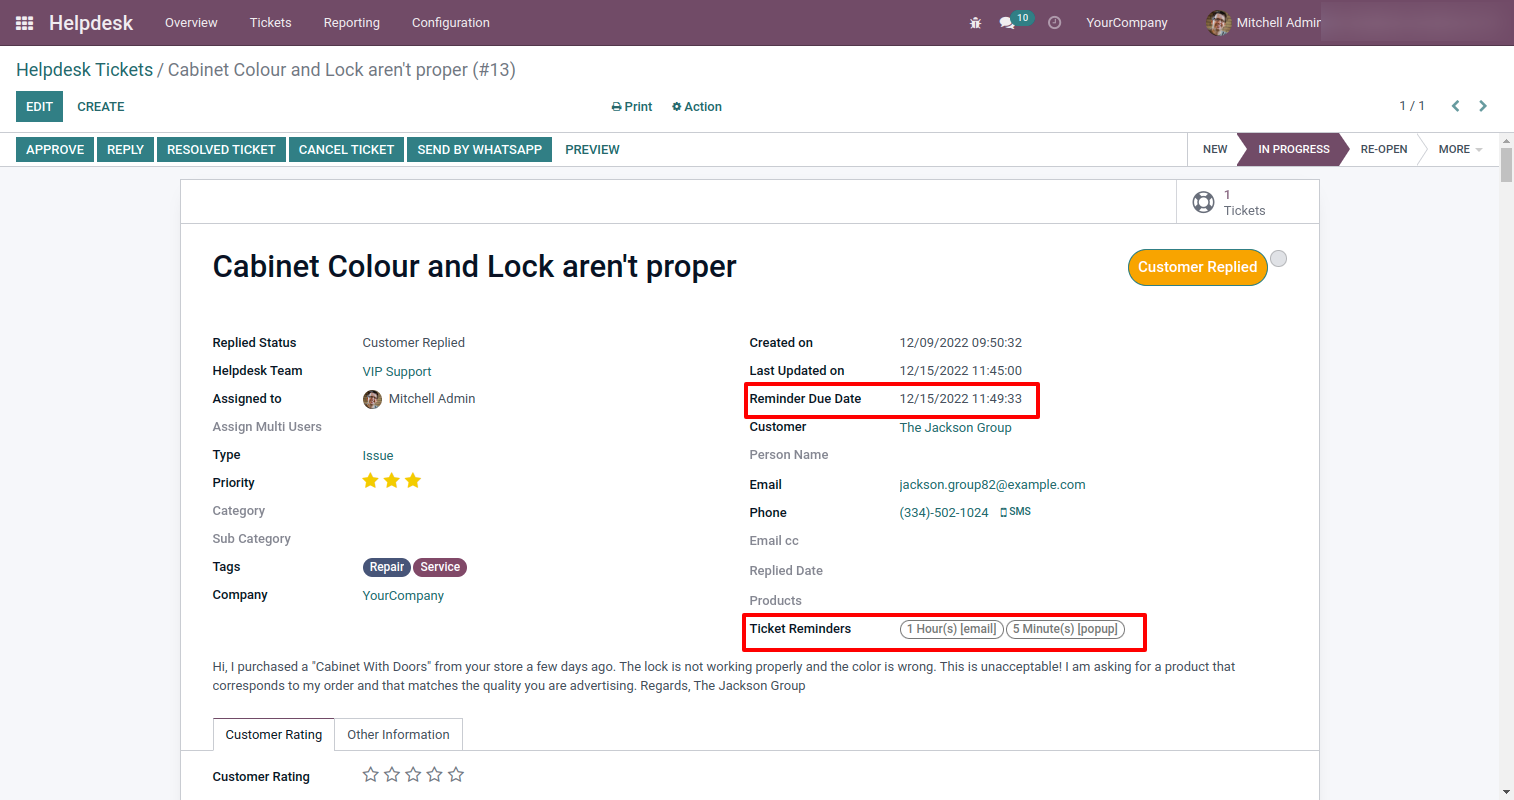 Helpdesk Overview Tickets Reporting Configuration 10 YourCompany Mitchell Admin
Helpdesk Tickets / Cabinet Colour and Lock aren't proper (#13)
EDIT CREATE Print Action 1 / 1
APPROVE REPLY RESOLVED TICKET CANCEL TICKET SEND BY WHATSAPP PREVIEW NEW IN PROGRESS RE-OPEN MORE
1
Tickets
Cabinet Colour and Lock aren't proper Customer Replied
Replied Status Customer Replied Created on 12/09/2022 09:50:32
Helpdesk Team VIP Support Last Updated on 12/15/2022 11:45:00
Assigned to Mitchell Admin Reminder Due Date 12/15/2022 11:49:33
Assign Multi Users Customer The Jackson Group
Type Issue Person Name
Priority Email jackson.group82@example.com
Category Phone (334)-502-1024 SMS
Sub Category Email cc
Tags Repair Service Replied Date
Company YourCompany Products
Ticket Reminders 1 Hour(s) [email] 5 Minute(s) [popup]
Hi, I purchased a "Cabinet With Doors" from your store a few days ago. The lock is not working properly and the color is wrong. This is unacceptable! I am asking for a product that
corresponds to my order and that matches the quality you are advertising. Regards, The Jackson Group
Customer Rating Other Information
Customer Rating